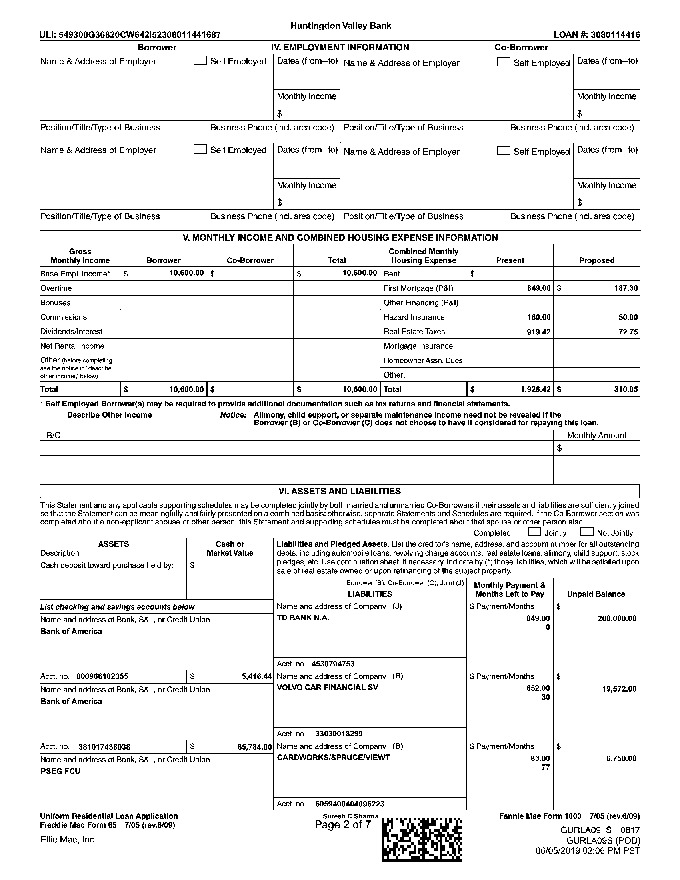 Huntingdon Valley Bank
LOAN #: 3080114416
Borrower IV. EMPLOYMENT INFORMATION Co-Borrower
Name & Address of Employer Self Employed Dates (from–to) Name & Address of Employer Self Employed Dates (from–to)
Monthly Income Monthly Income
$ $
Position/Title/Type of Business Business Phone (incl. area code) Position/Title/Type of Business Business Phone (incl. area code)
Name & Address of Employer Self Employed Dates (from–to) Name & Address of Employer Self Employed Dates (from–to)
Monthly Income Monthly Income
$ $
Position/Title/Type of Business Business Phone (incl. area code) Position/Title/Type of Business Business Phone (incl. area code)
V. MONTHLY INCOME AND COMBINED HOUSING EXPENSE INFORMATION
Gross Monthly Income Borrower Co-Borrower Total Combined Monthly Housing Expense Present Proposed
Base Empl. Income* $ 10,600.00 $ $ 10,600.00 Rent $
Overtime First Mortgage (P&I) 849.00 $ 187.30
Bonuses Other Financing (P&I)
Commissions Hazard Insurance 160.00 50.00
Dividends/Interest Real Estate Taxes 919.42 72.75
Net Rental Income Mortgage Insurance
Other (before completing, Homeowner Assn. Dues
see the notice in "describe
other income," below) Other:
Total $ 10,600.00 $ $ 10,600.00 Total $ 1,928.42 $ 310.05
* Self Employed Borrower(s) may be required to provide additional documentation such as tax returns and financial statements.
Describe Other Income Notice: Alimony, child support, or separate maintenance income need not be revealed if the
Borrower (B) or Co-Borrower (C) does not choose to have it considered for repaying this loan.
B/C Monthly Amount
$
VI. ASSETS AND LIABILITIES
This Statement and any applicable supporting schedules may be completed jointly by both married and unmarried Co-Borrowers if their assets and liabilities are sufficiently joined
so that the Statement can be meaningfully and fairly presented on a combined basis; otherwise, separate Statements and Schedules are required. If the Co-Borrower section was
completed about a non-applicant spouse or other person, this Statement and supporting schedules must be completed about that spouse or other person also.
Completed Jointly Not Jointly
ASSETS Cash or Market Value
Description
Cash deposit toward purchase held by: $
Liabilities and Pledged Assets. List the creditor's name, address, and account number for all outstanding
debts, including automobile loans, revolving charge accounts, real estate loans, alimony, child support, stock
pledges, etc. Use continuation sheet, if necessary. Indicate by (*) those liabilities, which will be satisfied upon
sale of real estate owned or upon refinancing of the subject property.
Borrower (B), Co-Borrower (C), Joint (J)
LIABILITIES Monthly Payment & Months Left to Pay Unpaid Balance
List checking and savings accounts below
Name and address of Company (J) $ Payment/Months $
Name and address of Bank, S&L, or Credit Union TD BANK N.A. 849.00 200,000.00
Bank of America 0
Acct. no. 4530704753
$ 5,416.44 Name and address of Company (B) $ Payment/Months $
Name and address of Bank, S&L, or Credit Union VOLVO CAR FINANCIAL SV 652.00 19,572.00
Bank of America 30
Acct. no. 33030018299
Acct. no. 381017438036 $ 65,784.00 Name and address of Company (B) $ Payment/Months $
Name and address of Bank, S&L, or Credit Union CARDWORKS/SPRUCE/VIEWT 83.00 6,750.00
PSEG FCU 77
Acct. no.
Uniform Residential Loan Application
Freddie Mac Form 65 7/05 (rev.6/09)
Page 2 of 7
Fannie Mae Form 1003 7/05 (rev.6/09)
Ellie Mae, Inc.
GURLA09 S 0817
GURLA09S (POD)
06/05/2019 02:06 PM PST